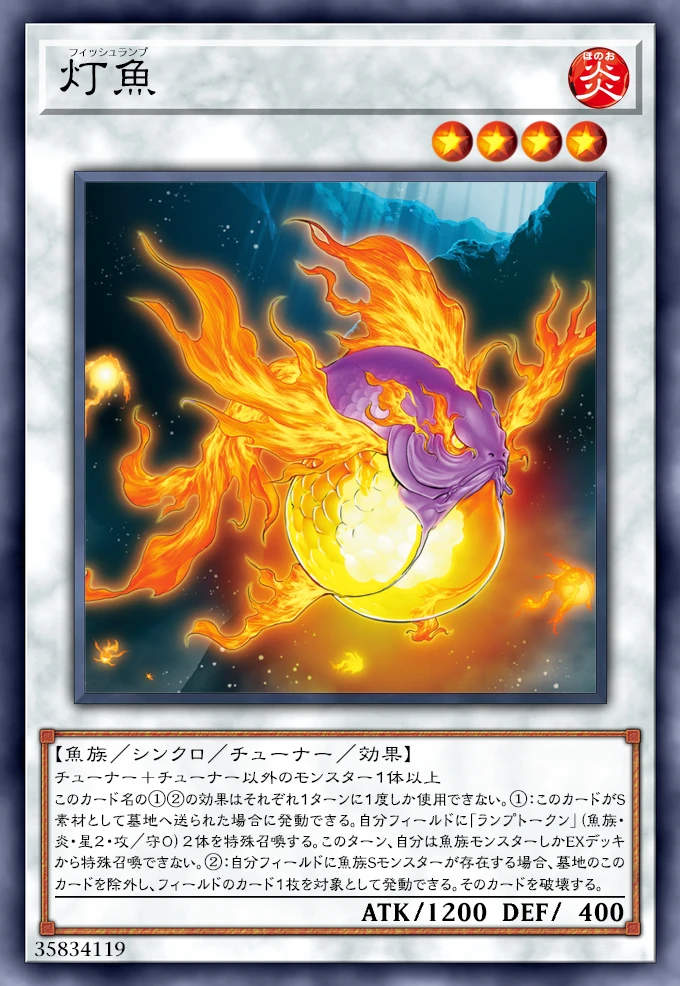 フィッシュランプ
灯魚
ほのお
炎
【魚族／シンクロ／チューナー／効果】
チューナー＋チューナー以外のモンスター１体以上
このカード名の①②の効果はそれぞれ１ターンに１度しか使用できない。①：このカードがS
素材として墓地へ送られた場合に発動できる。自分フィールドに「ランプトークン」（魚族・
炎・星２・攻／守０）２体を特殊召喚する。このターン、自分は魚族モンスターしかEXデッキ
から特殊召喚できない。②：自分フィールドに魚族Sモンスターが存在する場合、墓地のこの
カードを除外し、フィールドのカード１枚を対象として発動できる。そのカードを破壊する。
ATK/1200 DEF/ 400
35834119